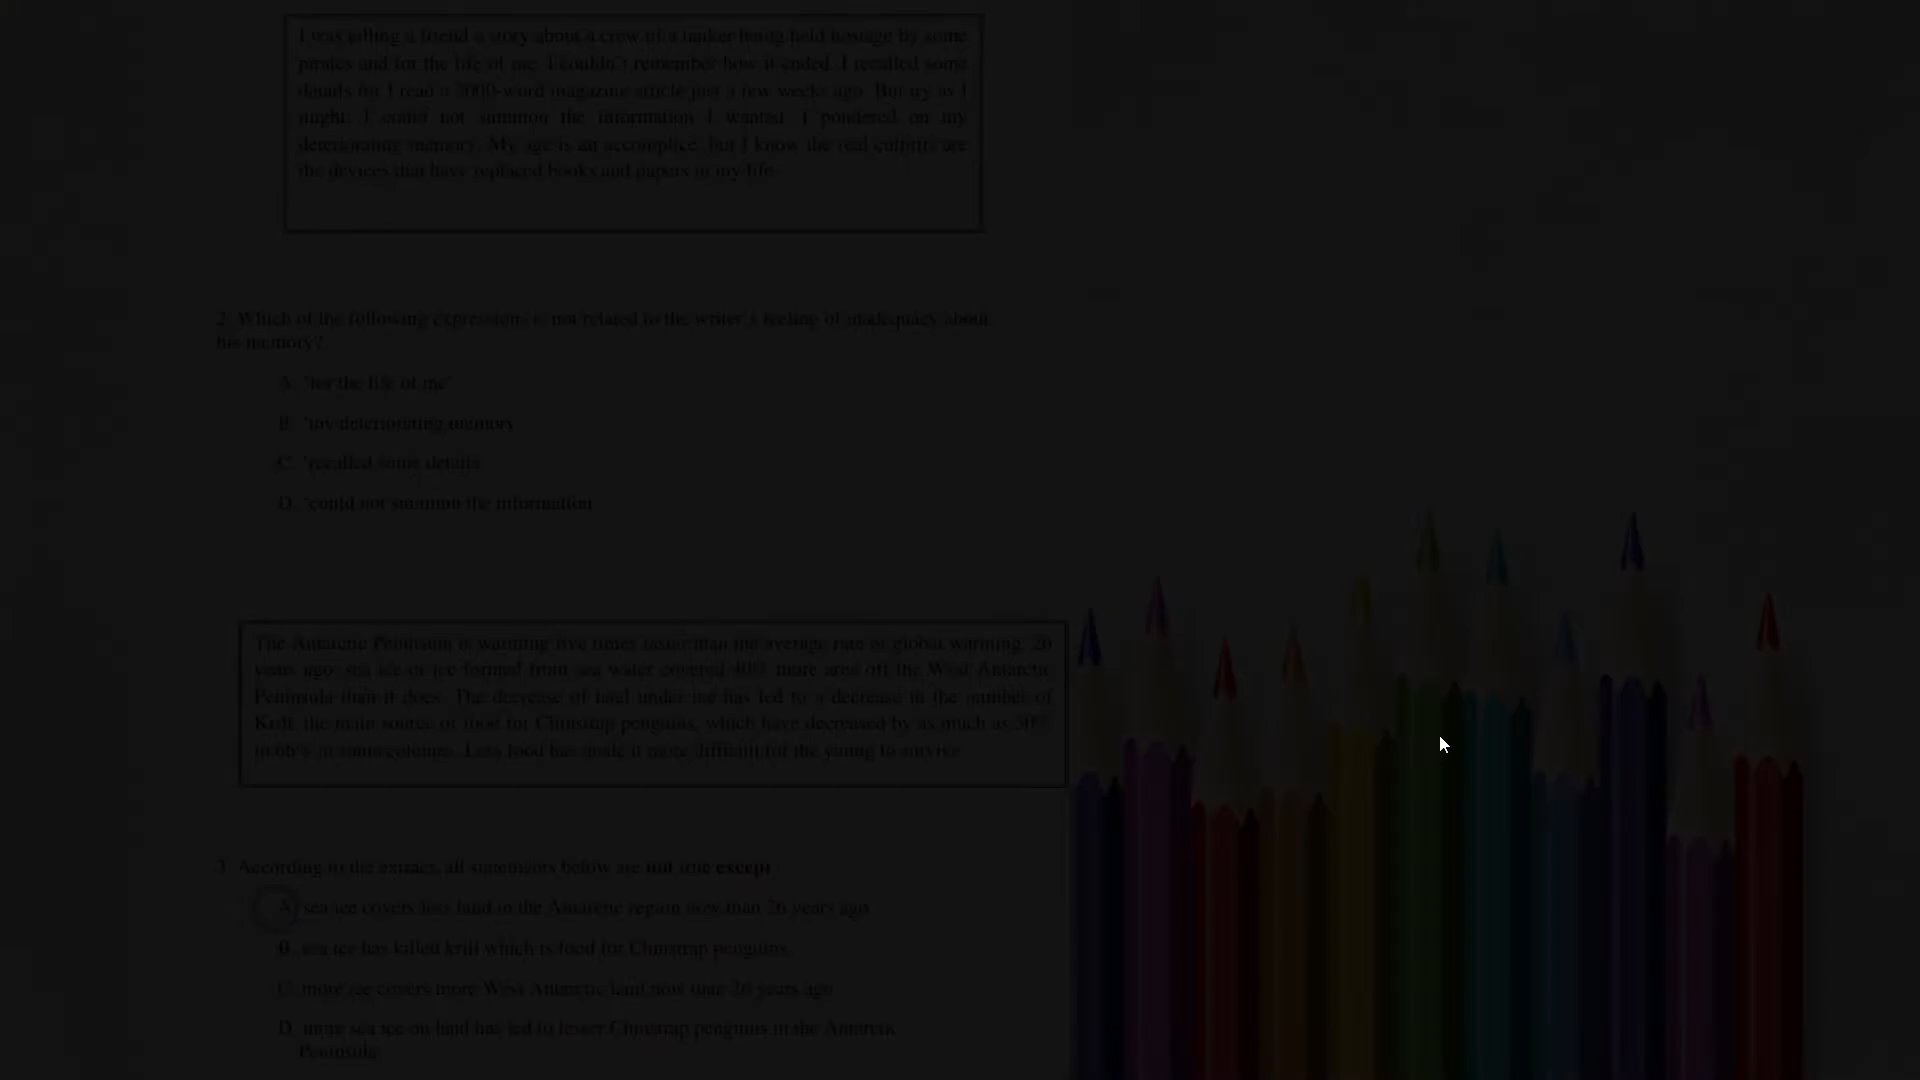 I was telling a friend a story about a crew of a tanker being held hostage by some
pirates and for the life of me, I couldn't remember how it ended. I recalled some
details for I read a 3000-word magazine article just a few weeks ago. But try as I
might, I could not summon the information I wanted. I pondered on my
deteriorating memory. My age is an accomplice, but I know the real culprits are
the devices that have replaced books and papers in my life.
2. Which of the following expressions is not related to the writer's feeling of inadequacy about
his memory?
A. 'for the life of me'
B. 'my deteriorating memory
C. 'recalled some details
D. 'could not summon the information
The Antarctic Peninsula is warming five times faster than the average rate of global warming. 26
years ago, sea ice or ice formed from sea water covered 40% more area off the West Antarctic
Peninsula than it does. The decrease of land under ice has led to a decrease in the number of
Krill, the main source of food for Chinstrap penguins, which have decreased by as much as 30%
to 66% in some colonies. Less food has made it more difficult for the young to survive.
3. According to the extract, all statements below are not true except
A. sea ice covers less land in the Antarctic region now than 26 years ago
B. sea ice has killed krill which is food for Chinstrap penguins
C. more ice covers more West Antarctic land now than 26 years ago
D. more sea ice on land has led to lesser Chinstrap penguins in the Antarctic
Peninsula